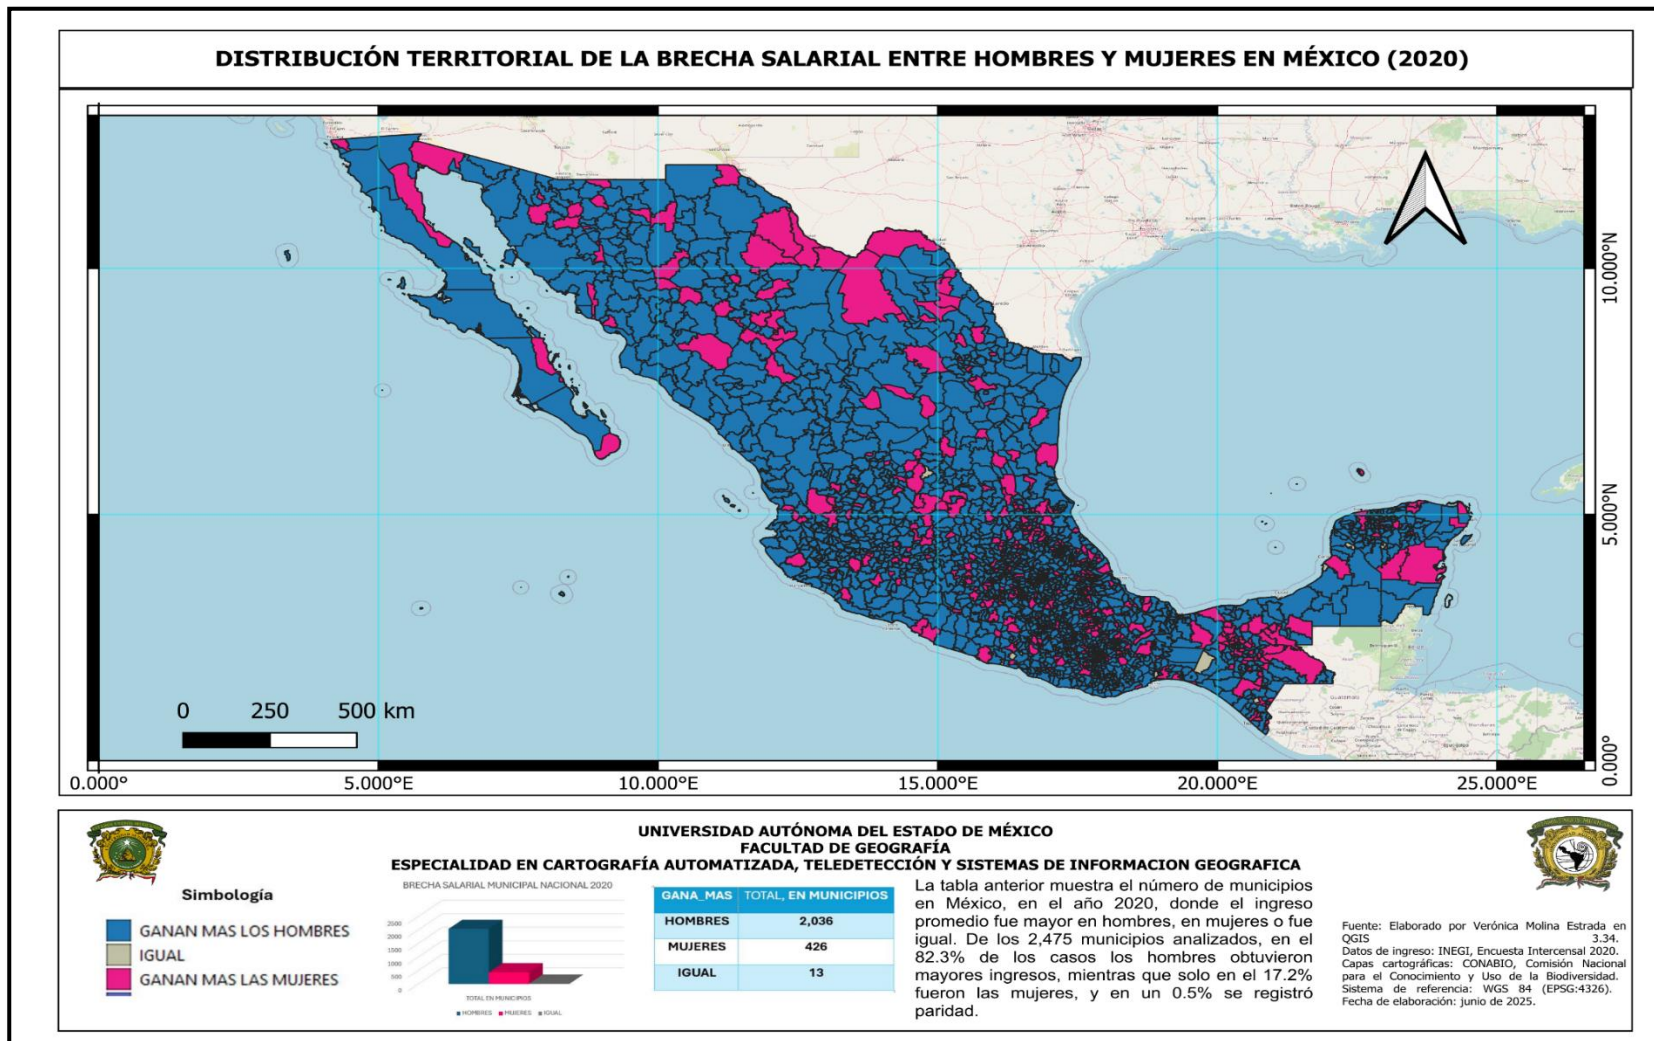 DISTRIBUCIÓN TERRITORIAL DE LA BRECHA SALARIAL ENTRE HOMBRES Y MUJERES EN MÉXICO (2020)
10.000°N
5.000°N
0.000°
0 250 500 km
0.000° 5.000°E 10.000°E 15.000°E 20.000°E 25.000°E
UNIVERSIDAD AUTÓNOMA DEL ESTADO DE MÉXICO
FACULTAD DE GEOGRAFÍA
ESPECIALIDAD EN CARTOGRAFÍA AUTOMATIZADA, TELEDETECCIÓN Y SISTEMAS DE INFORMACION GEOGRAFICA
Simbología
GANAN MAS LOS HOMBRES
IGUAL
GANAN MAS LAS MUJERES
BRECHA SALARIAL MUNICIPAL NACIONAL 2020
2500
2000
1500
1000
500
0
TOTAL EN MUNICIPIOS
HOMBRES MUJERES IGUAL
GANA_MAS TOTAL, EN MUNICIPIOS
HOMBRES 2,036
MUJERES 426
IGUAL 13
La tabla anterior muestra el número de municipios
en México, en el año 2020, donde el ingreso
promedio fue mayor en hombres, en mujeres o fue
igual. De los 2,475 municipios analizados, en el
82.3% de los casos los hombres obtuvieron
mayores ingresos, mientras que solo en el 17.2%
fueron las mujeres, y en un 0.5% se registró
paridad.
Fuente: Elaborado por Verónica Molina Estrada en
QGIS 3.34.
Datos de ingreso: INEGI, Encuesta Intercensal 2020.
Capas cartográficas: CONABIO, Comisión Nacional
para el Conocimiento y Uso de la Biodiversidad.
Sistema de referencia: WGS 84 (EPSG:4326).
Fecha de elaboración: junio de 2025.